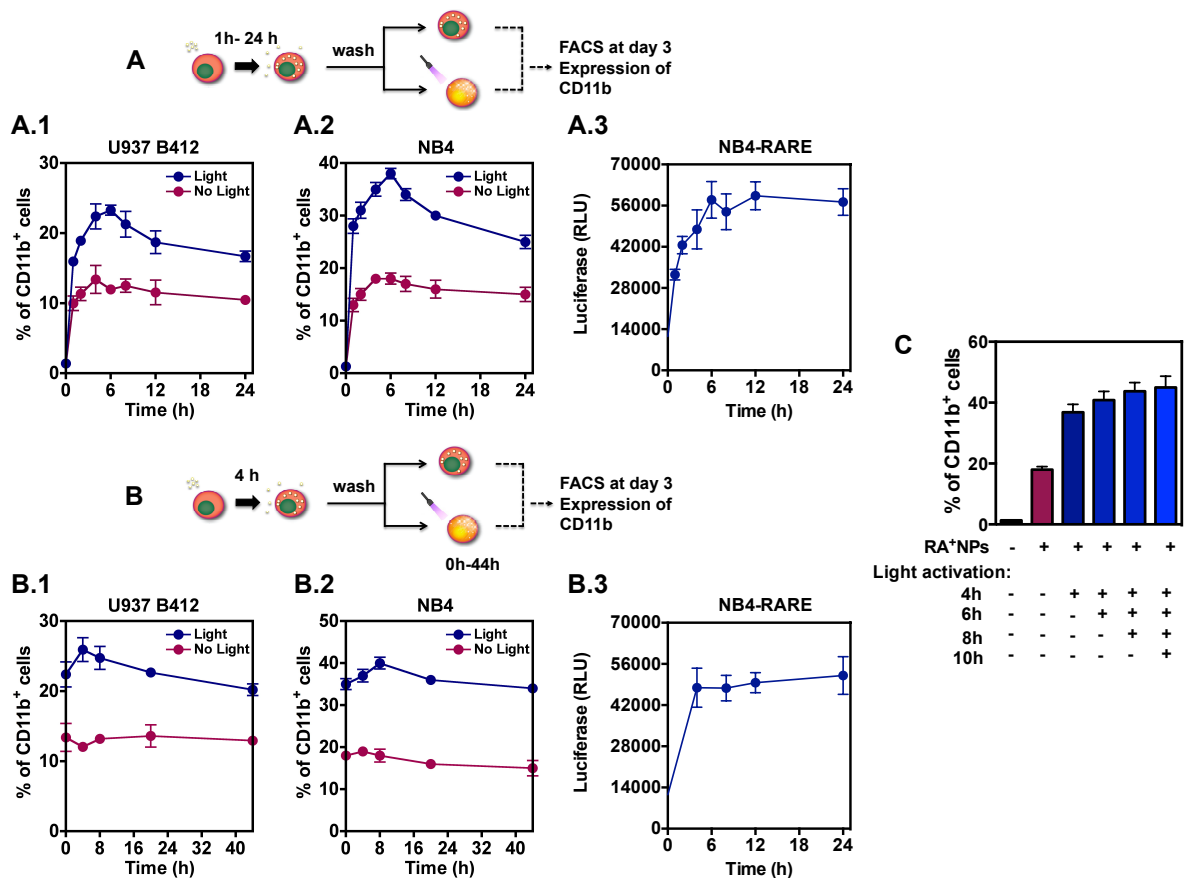 A
1h- 24 h
wash
FACS at day 3
Expression of
CD11b
A.1
U937 B412
% of CD11b+ cells
30
20
10
0
Light
No Light
0 6 12 18 24
Time (h)
A.2
NB4
% of CD11b+ cells
40
30
20
10
0
Light
No Light
0 6 12 18 24
Time (h)
A.3
NB4-RARE
Luciferase (RLU)
70000
56000
42000
28000
14000
0
0 6 12 18 24
Time (h)
B
4 h
wash
FACS at day 3
Expression of
CD11b
0h-44h
B.1
U937 B412
% of CD11b+ cells
30
20
10
0
Light
No Light
0 8 16 24 32 40
Time (h)
B.2
NB4
% of CD11b+ cells
50
40
30
20
10
0
Light
No Light
0 8 16 24 32 40
Time (h)
B.3
NB4-RARE
Luciferase (RLU)
70000
56000
42000
28000
14000
0
0 6 12 18 24
Time (h)
C
% of CD11b+ cells
60
40
20
0
RA+NPs - + + + + +
Light activation:
4h - - + + + +
6h - - - + + +
8h - - - - + +
10h - - - - - +